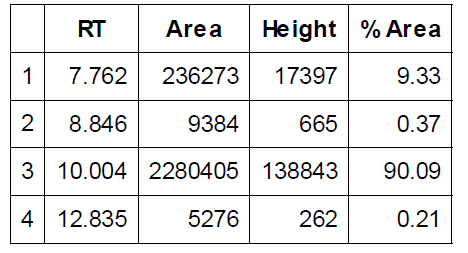 RT Area Height % Area
1 7.762 236273 17397 9.33
2 8.846 9384 665 0.37
3 10.004 2280405 138843 90.09
4 12.835 5276 262 0.21